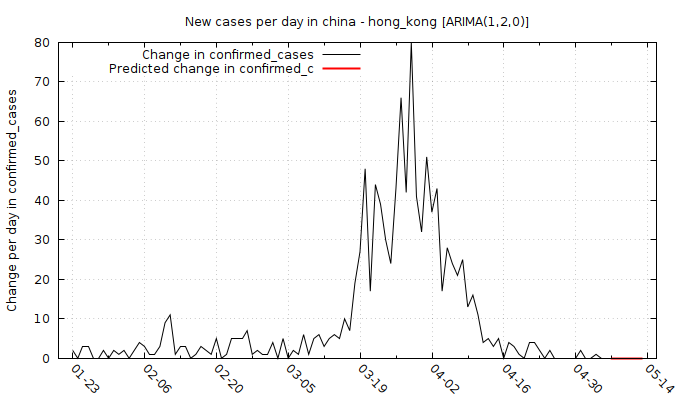 New cases per day in china - hong_kong [ARIMA(1,2,0)]
Change in confirmed_cases
Predicted change in confirmed_c
Change per day in confirmed_cases
80
70
60
50
40
30
20
10
0
01-23 02-06 02-20 03-05 03-19 04-02 04-16 04-30 05-14